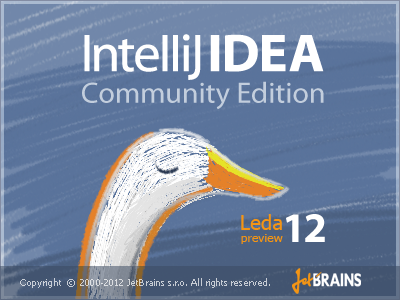 IntelliJ IDEA
Community Edition
Leda
preview 12
Copyright © 2000-2012 JetBrains s.r.o. All rights reserved.
JetBRAINS